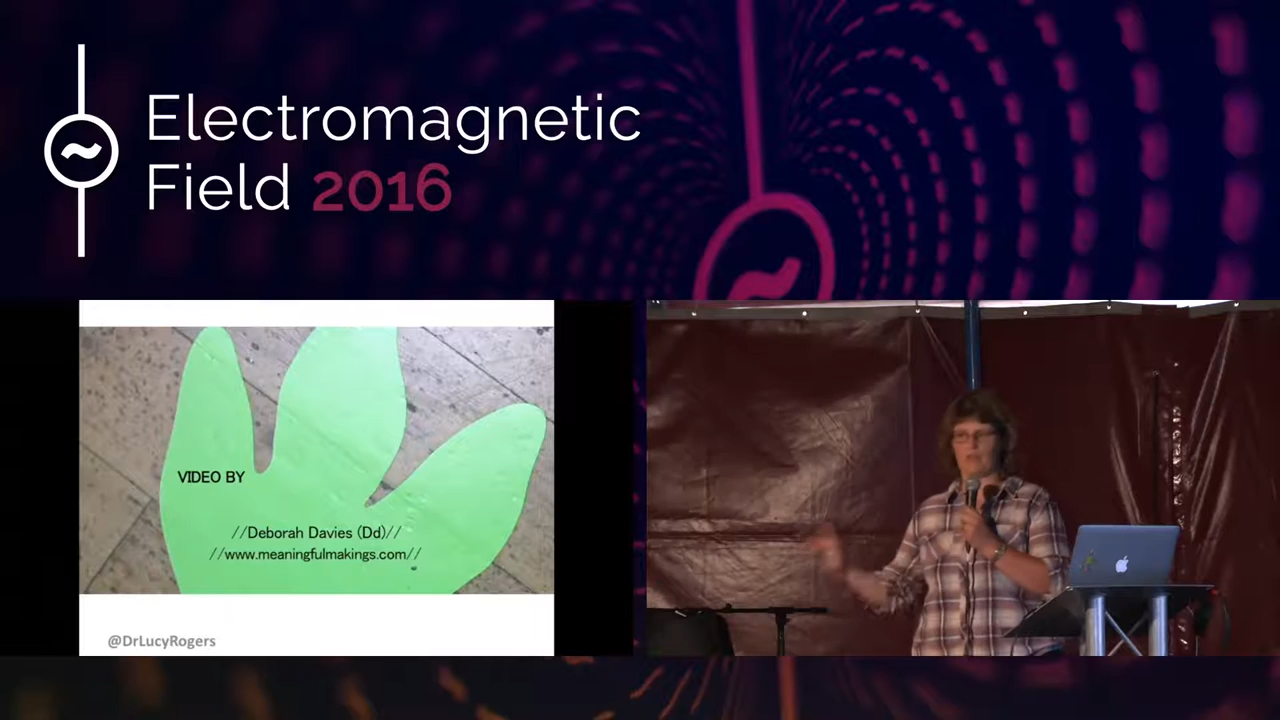 Electromagnetic
Field 2016
VIDEO BY
//Deborah Davies (Dd)//
//www.meaningfulmakings.com//
@DrLucyRogers